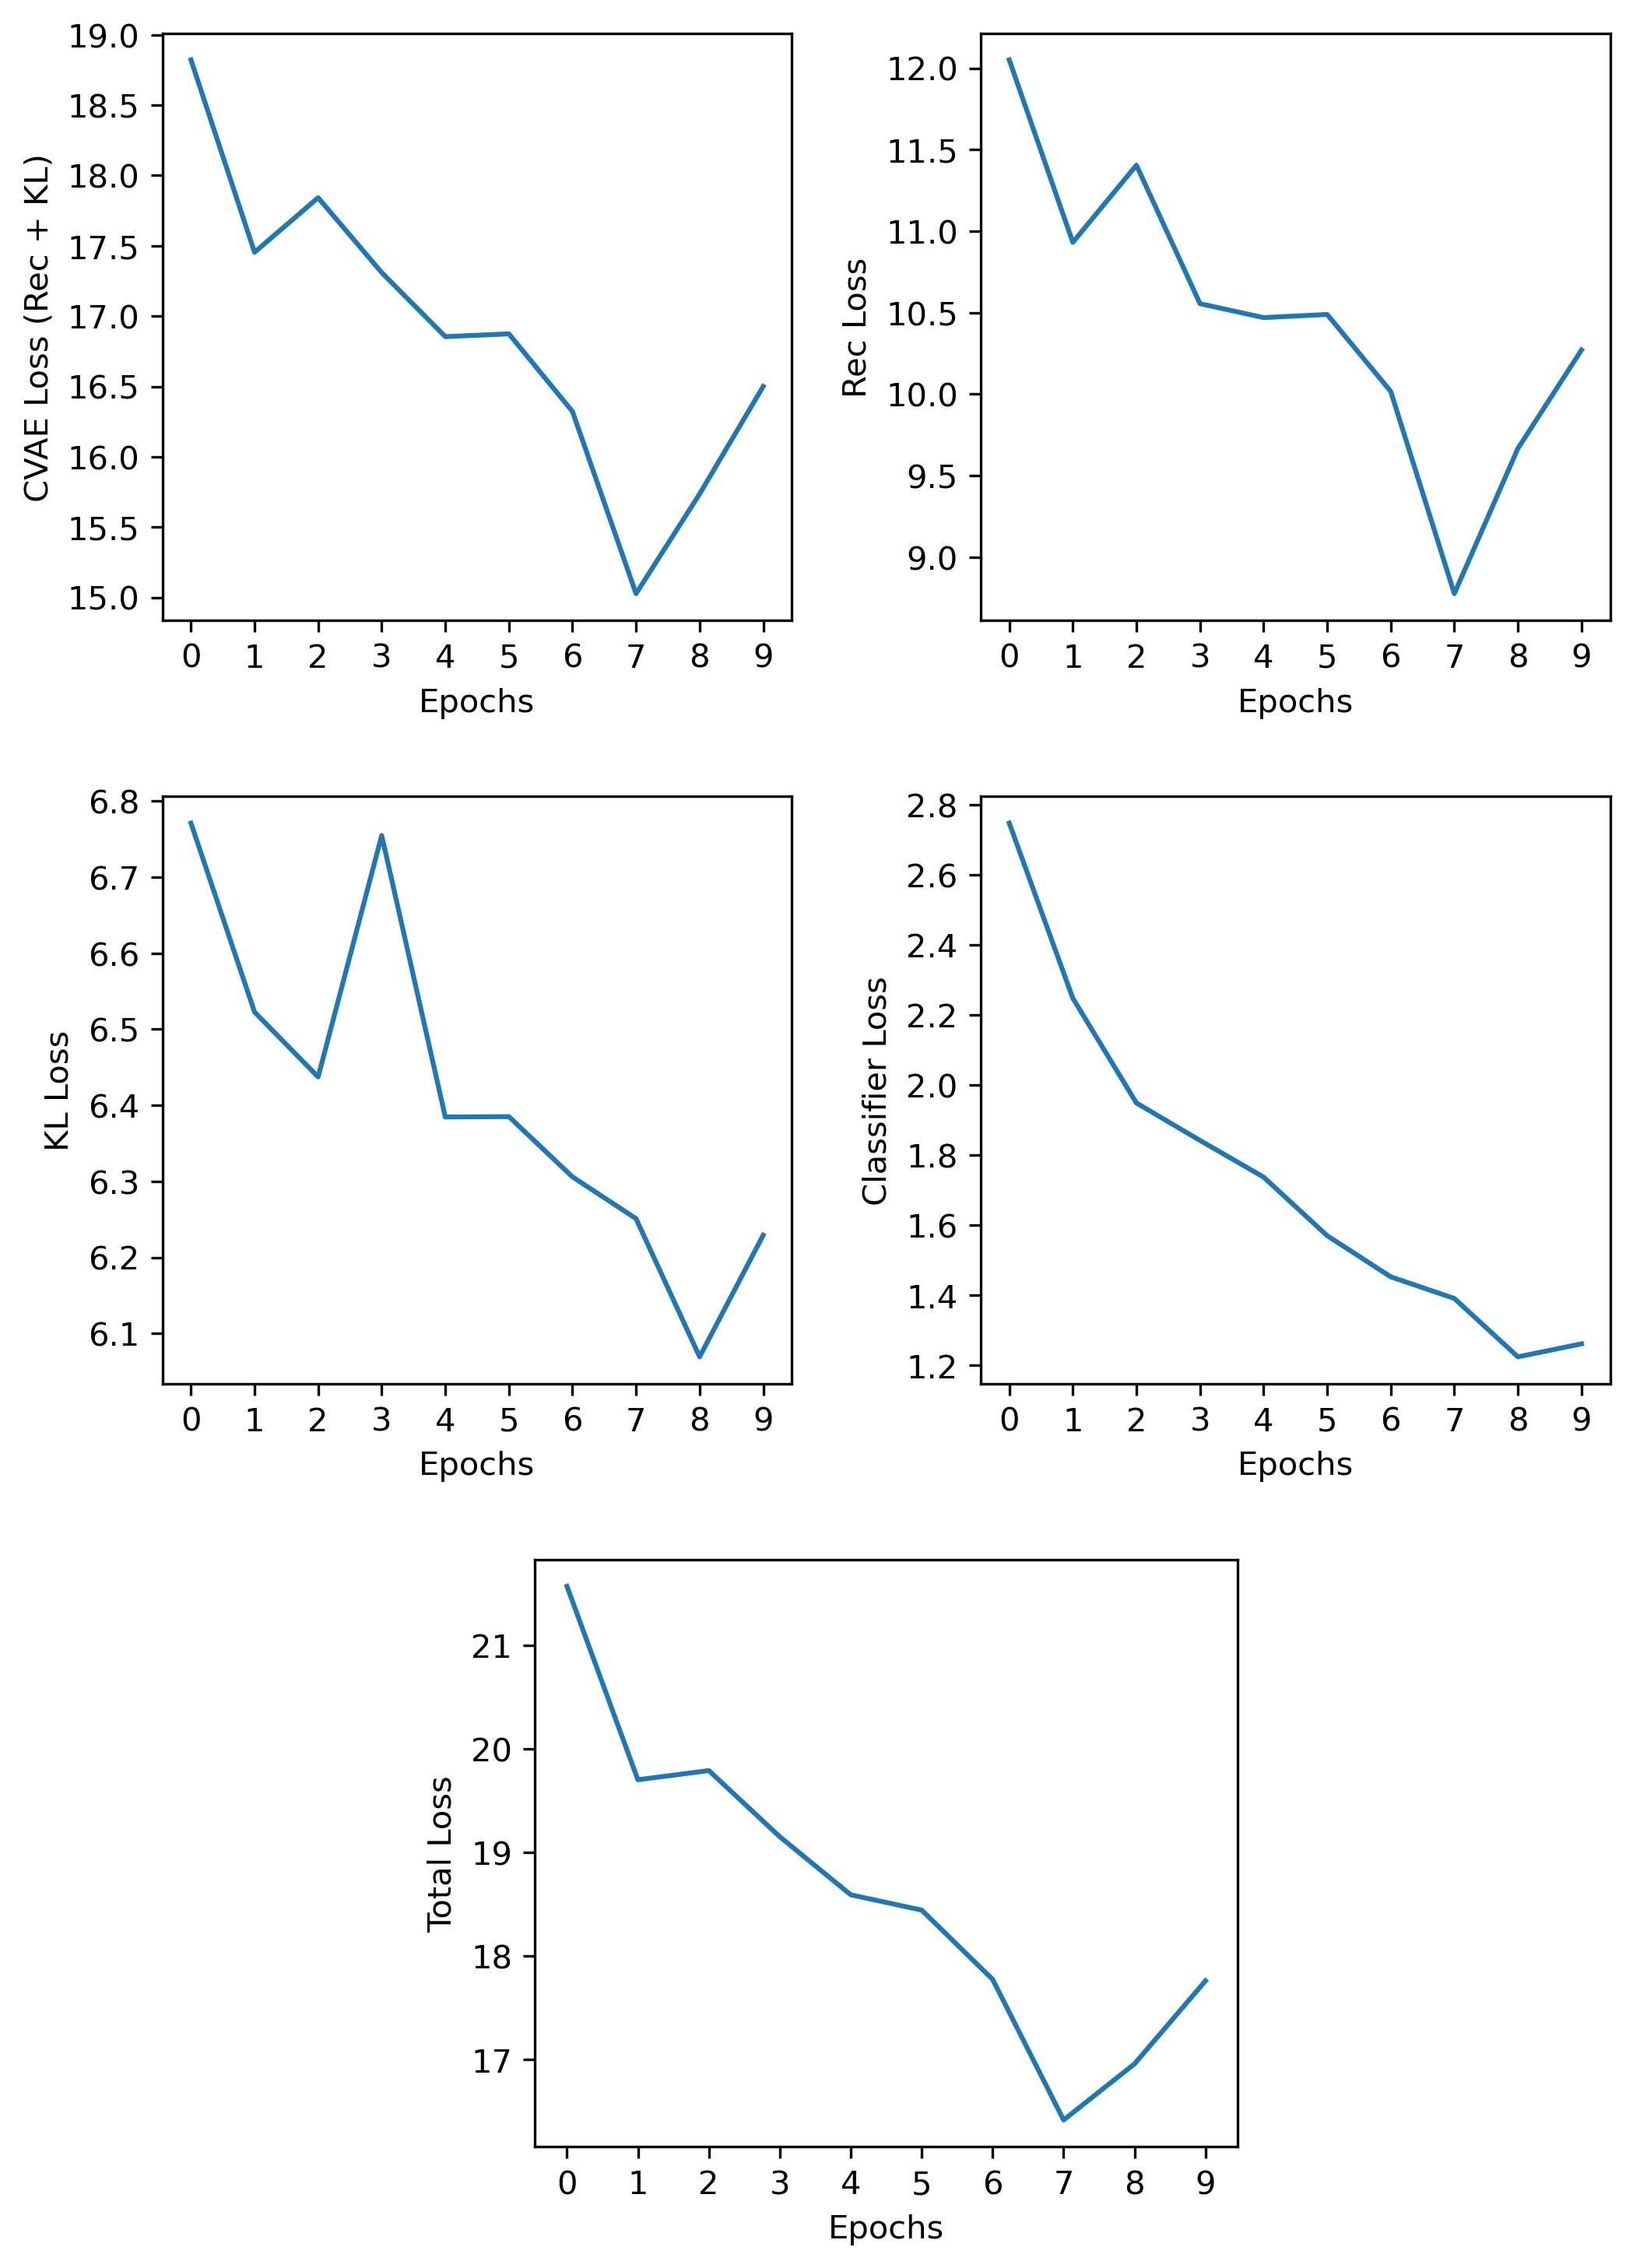 CVAE Loss (Rec + KL)
19.0
18.5
18.0
17.5
17.0
16.5
16.0
15.5
15.0
0 1 2 3 4 5 6 7 8 9
Epochs
Rec Loss
12.0
11.5
11.0
10.5
10.0
9.5
9.0
0 1 2 3 4 5 6 7 8 9
Epochs
KL Loss
6.8
6.7
6.6
6.5
6.4
6.3
6.2
6.1
0 1 2 3 4 5 6 7 8 9
Epochs
Classifier Loss
2.8
2.6
2.4
2.2
2.0
1.8
1.6
1.4
1.2
0 1 2 3 4 5 6 7 8 9
Epochs
Total Loss
21
20
19
18
17
0 1 2 3 4 5 6 7 8 9
Epochs